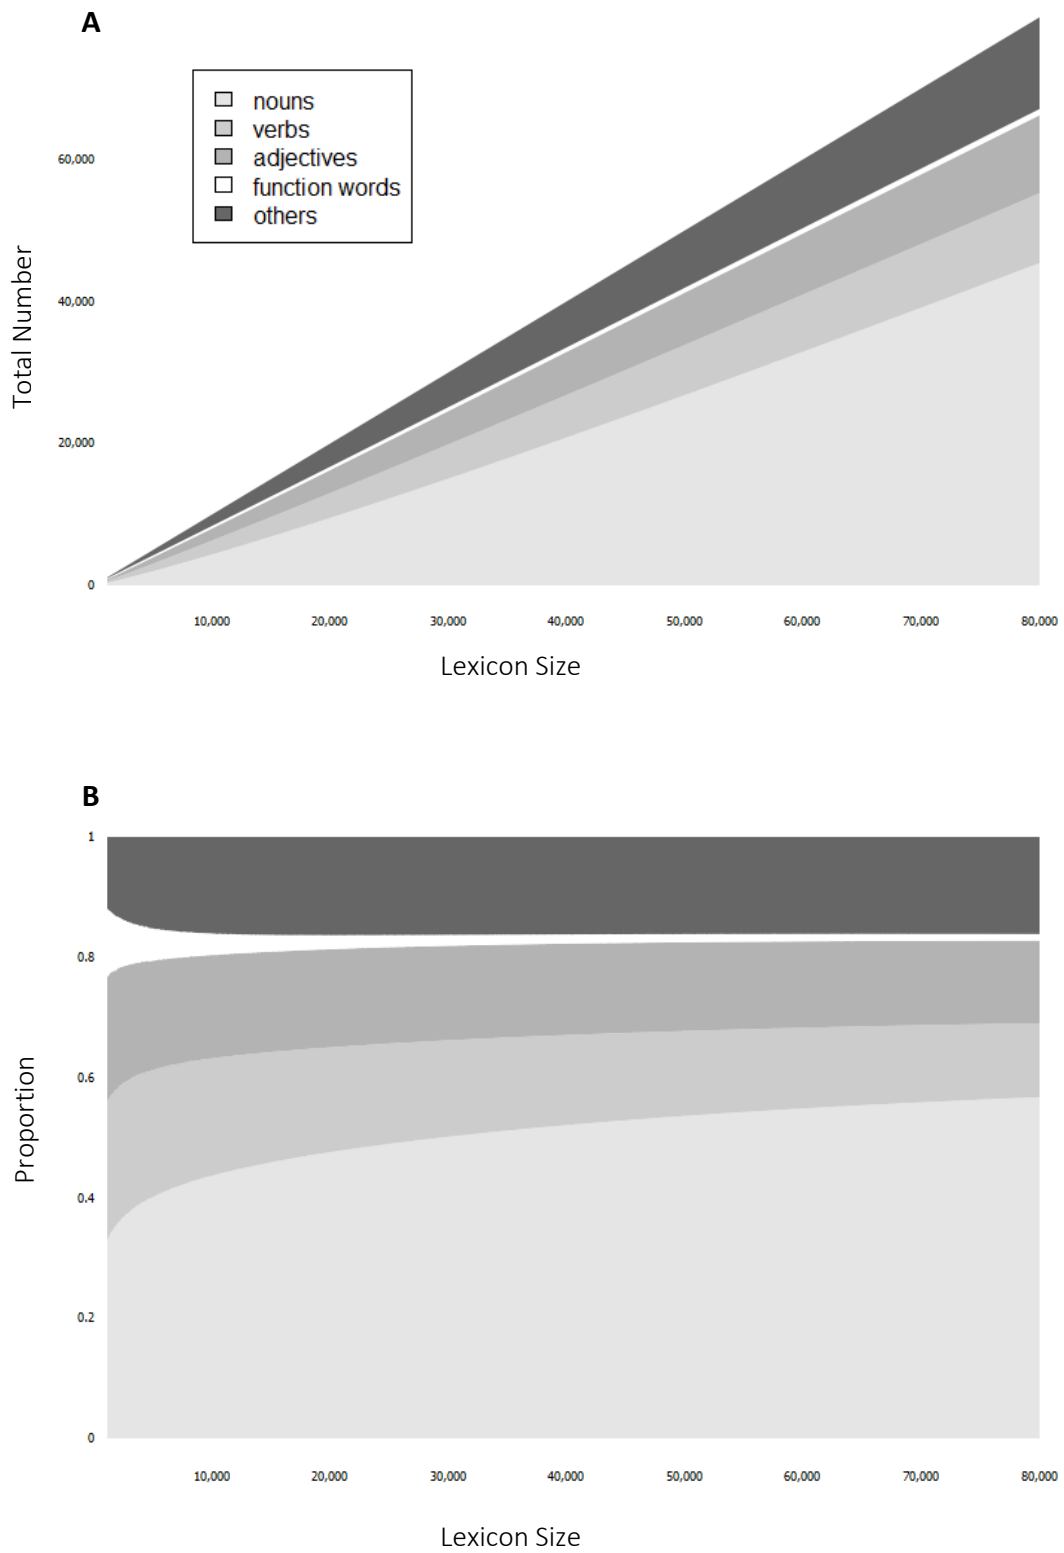 A
nouns
verbs
adjectives
function words
others
60,000
40,000
20,000
0
Total Number
10,000 20,000 30,000 40,000 50,000 60,000 70,000 80,000
Lexicon Size
B
1
0.8
0.6
0.4
0.2
0
Proportion
10,000 20,000 30,000 40,000 50,000 60,000 70,000 80,000
Lexicon Size